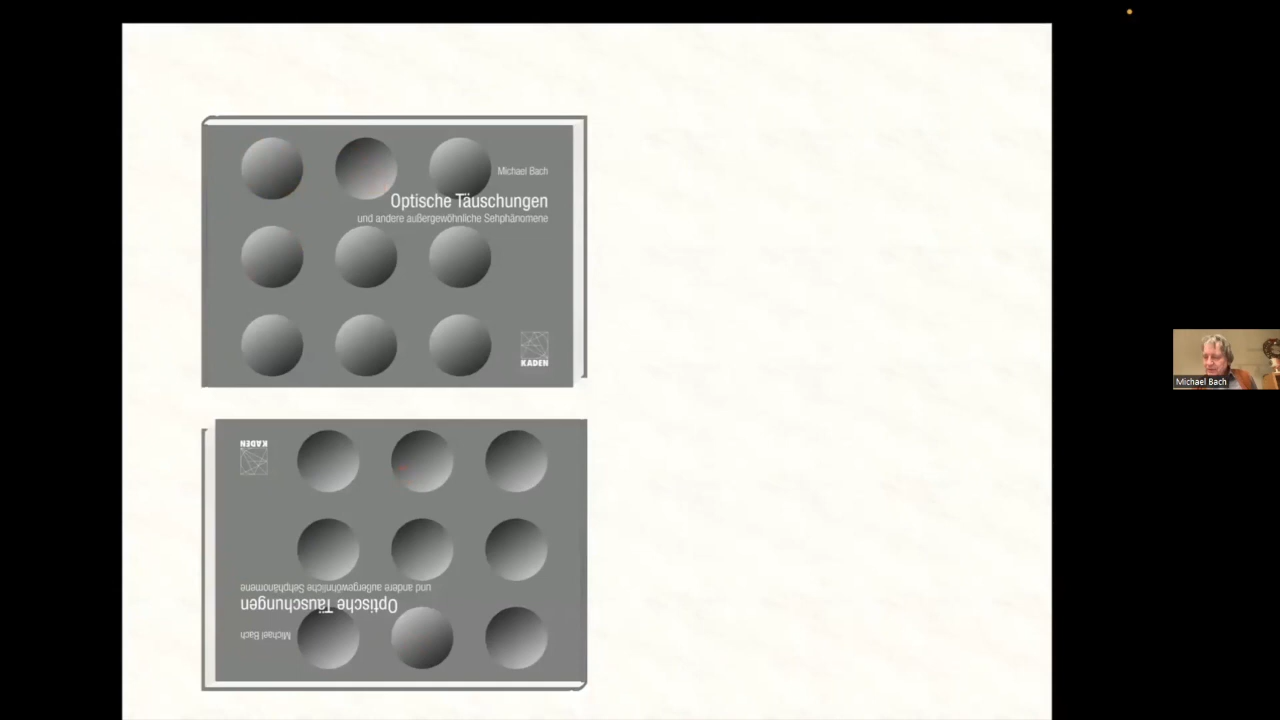 Michael Bach
Optische Täuschungen
und andere außergewöhnliche Sehphänomene
KADEN
Michael Bach
KADEN
und andere außergewöhnliche Sehphänomene
Optische Täuschungen
Michael Bach